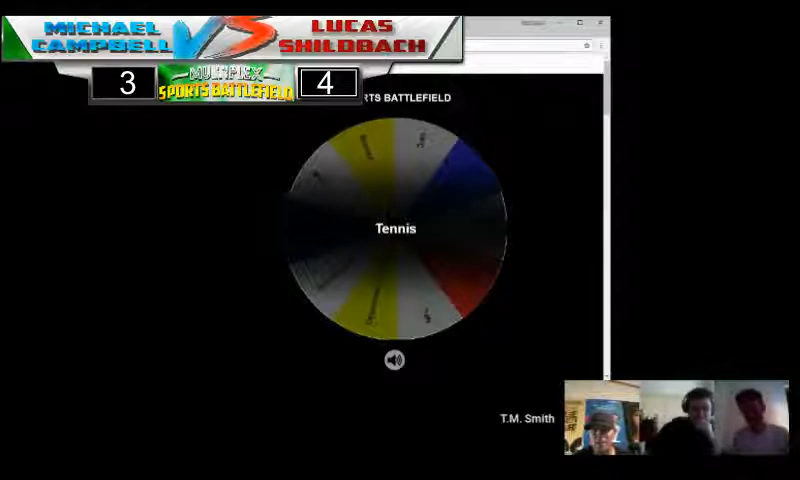 MICHAEL
CAMPBELL
VS
LUCAS
SHILDBACH
3
MULTIPLEX
SPORTS BATTLEFIELD
4
RTS BATTLEFIELD
Tennis
T.M. Smith